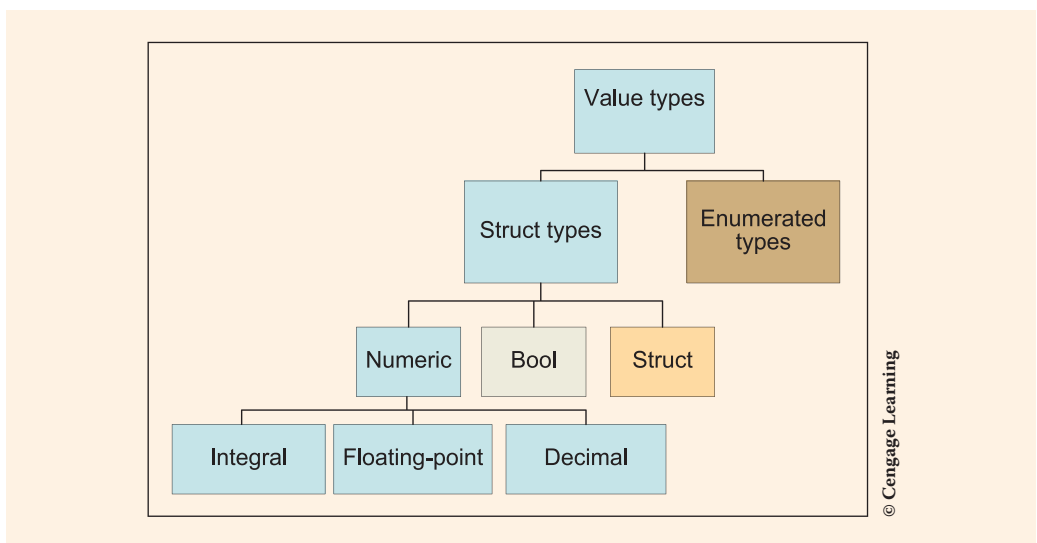 Value types
Struct types
Enumerated
types
Numeric
Bool
Struct
Integral
Floating-point
Decimal
© Cengage Learning